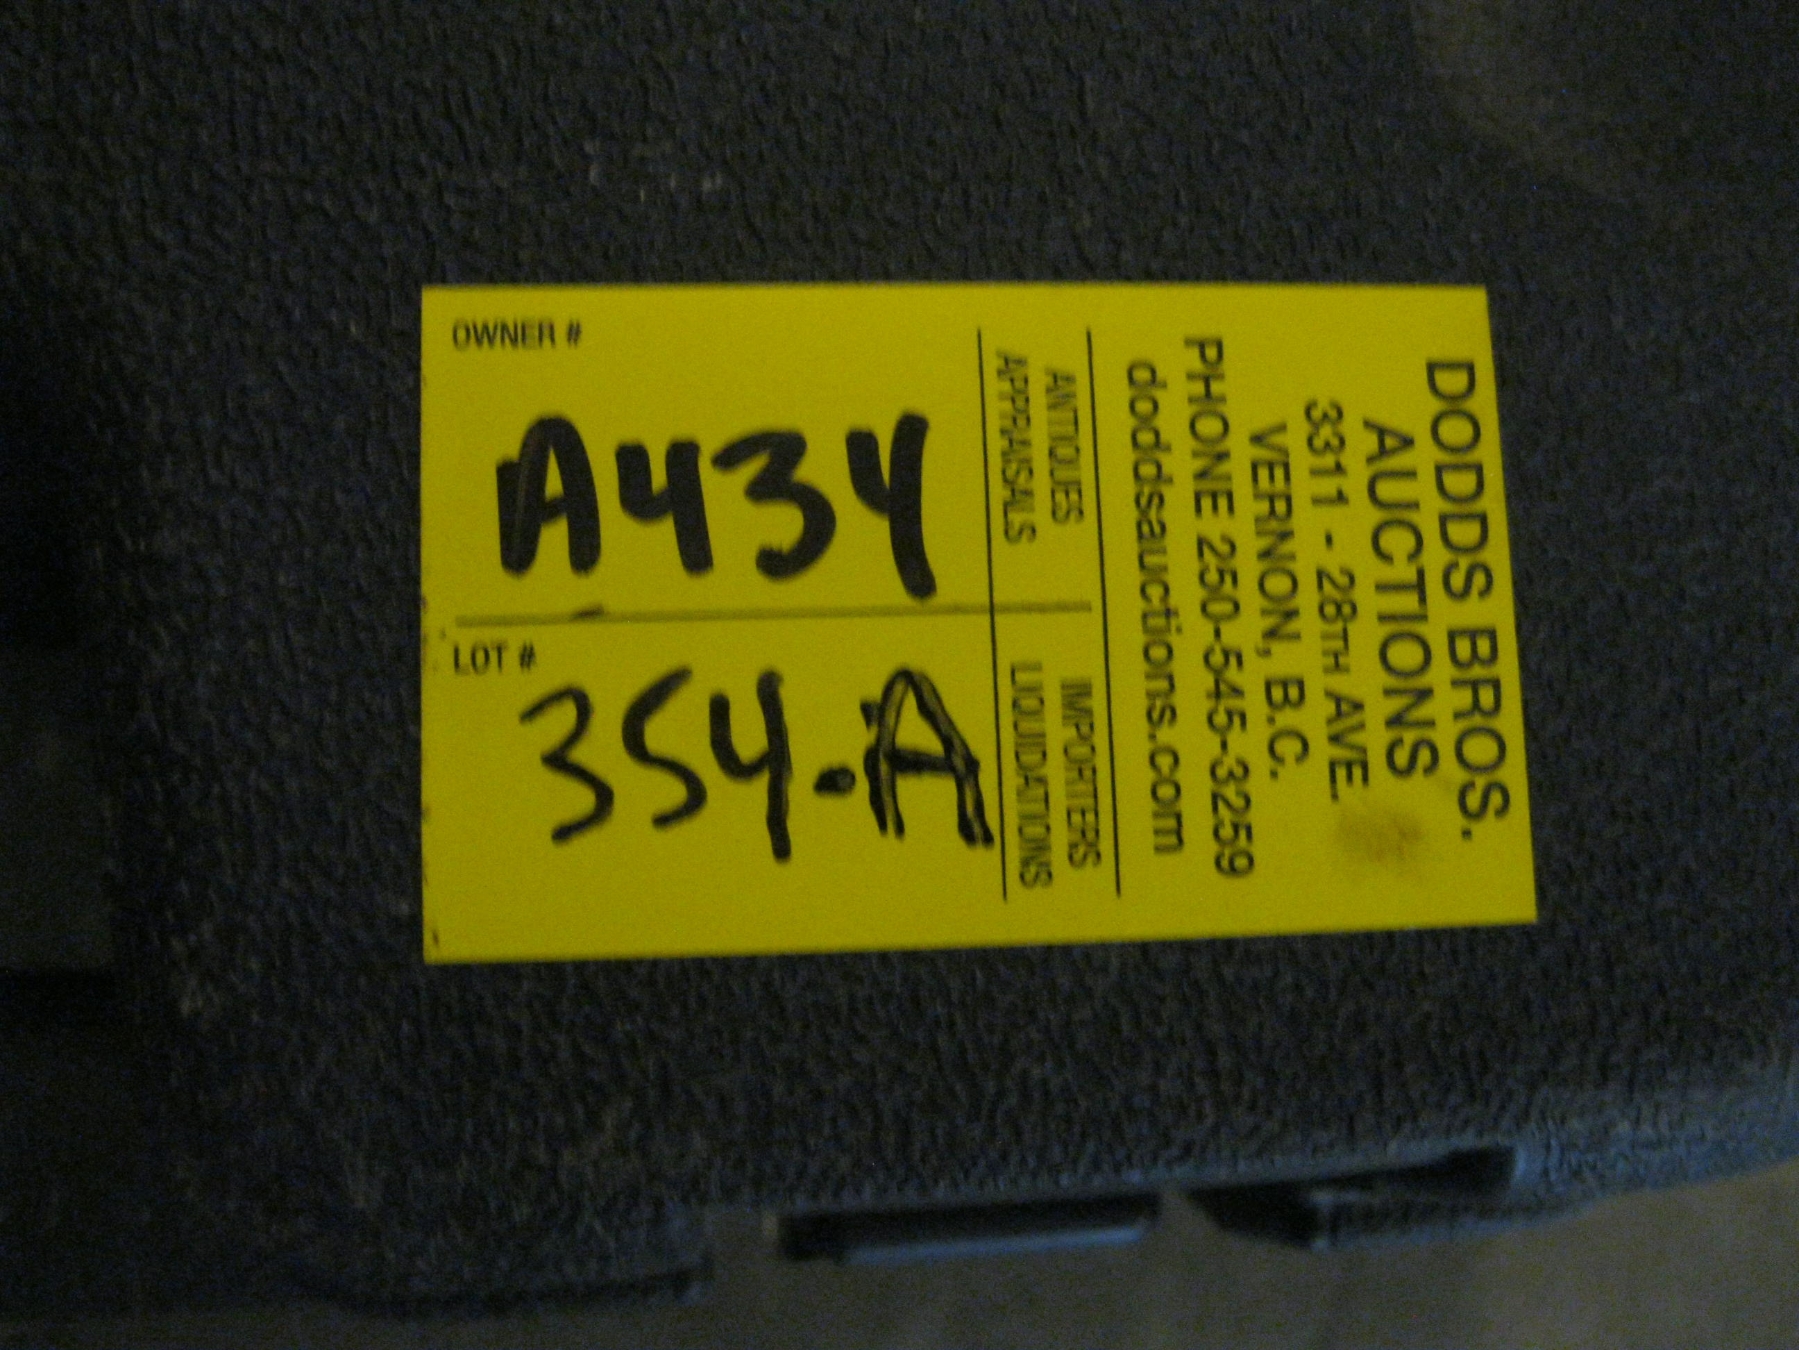 OWNER #
A434
LOT #
354-A
ANTIQUES
APPRAISALS
IMPORTERS
LIQUIDATIONS
DODDS BROS.
AUCTIONS
3311 - 28TH AVE.
VERNON, B.C.
PHONE 250-545-3259
doddsauctions.com